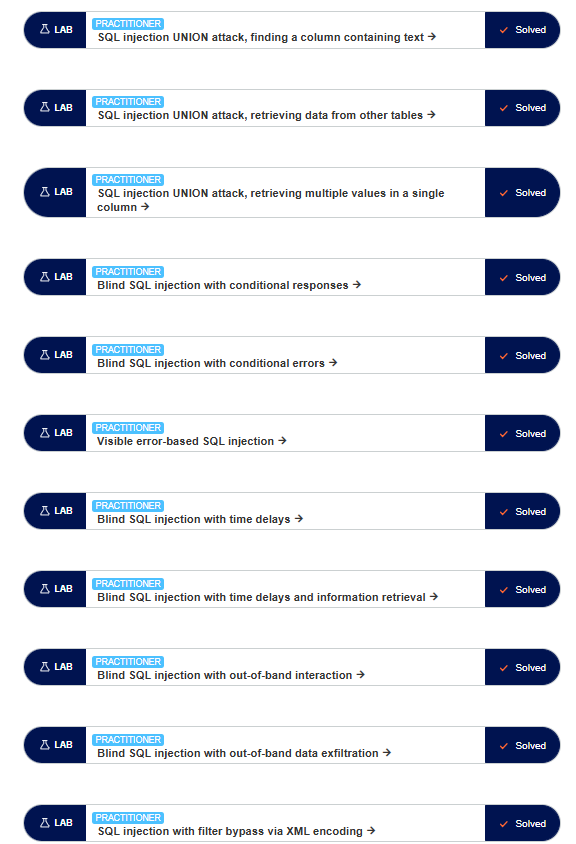 LAB
PRACTITIONER
SQL injection UNION attack, finding a column containing text →
Solved
LAB
PRACTITIONER
SQL injection UNION attack, retrieving data from other tables →
Solved
LAB
PRACTITIONER
SQL injection UNION attack, retrieving multiple values in a single
column →
Solved
LAB
PRACTITIONER
Blind SQL injection with conditional responses →
Solved
LAB
PRACTITIONER
Blind SQL injection with conditional errors →
Solved
LAB
PRACTITIONER
Visible error-based SQL injection →
Solved
LAB
PRACTITIONER
Blind SQL injection with time delays →
Solved
LAB
PRACTITIONER
Blind SQL injection with time delays and information retrieval →
Solved
LAB
PRACTITIONER
Blind SQL injection with out-of-band interaction →
Solved
LAB
PRACTITIONER
Blind SQL injection with out-of-band data exfiltration →
Solved
LAB
PRACTITIONER
SQL injection with filter bypass via XML encoding →
Solved